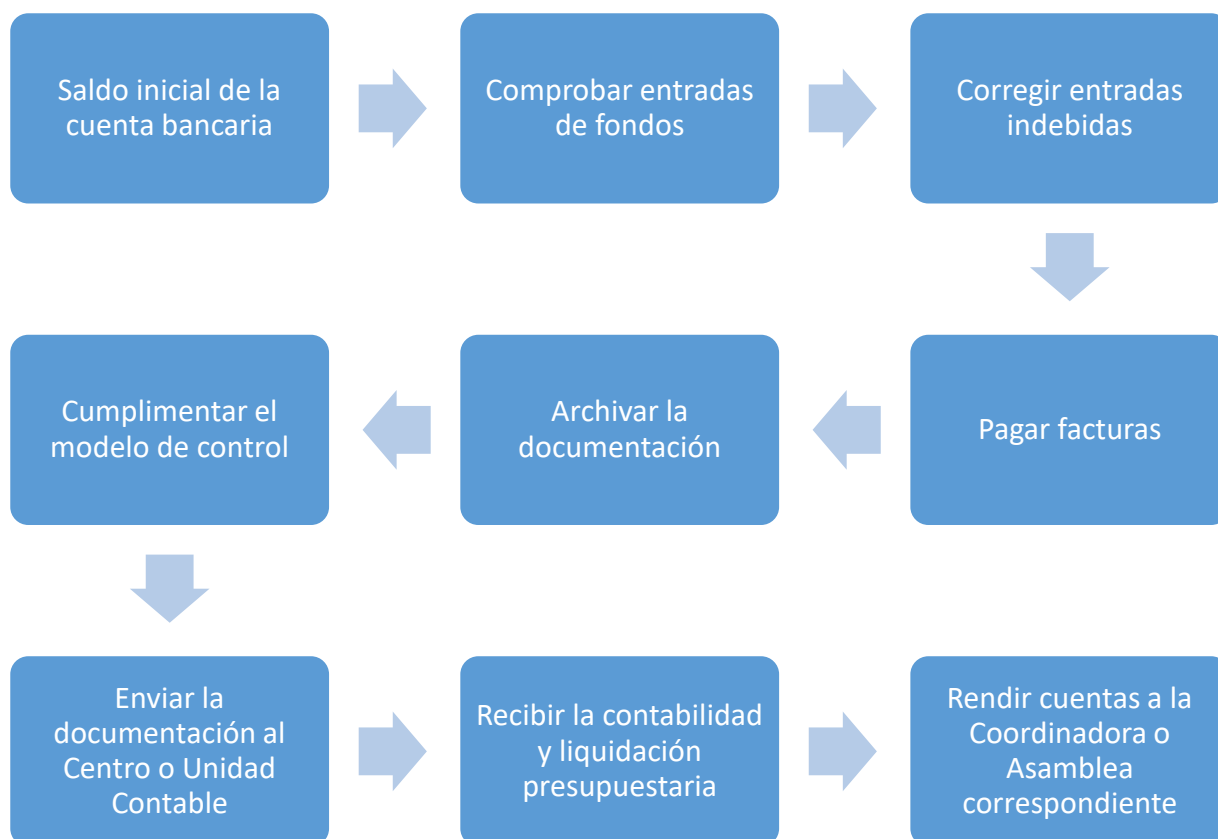 Saldo inicial de la
cuenta bancaria
Comprobar entradas
de fondos
Corregir entradas
indebidas
Pagar facturas
Archivar la
documentación
Cumplimentar el
modelo de control
Enviar la
documentación al
Centro o Unidad
Contable
Recibir la contabilidad
y liquidación
presupuestaria
Rendir cuentas a la
Coordinadora o
Asamblea
correspondiente